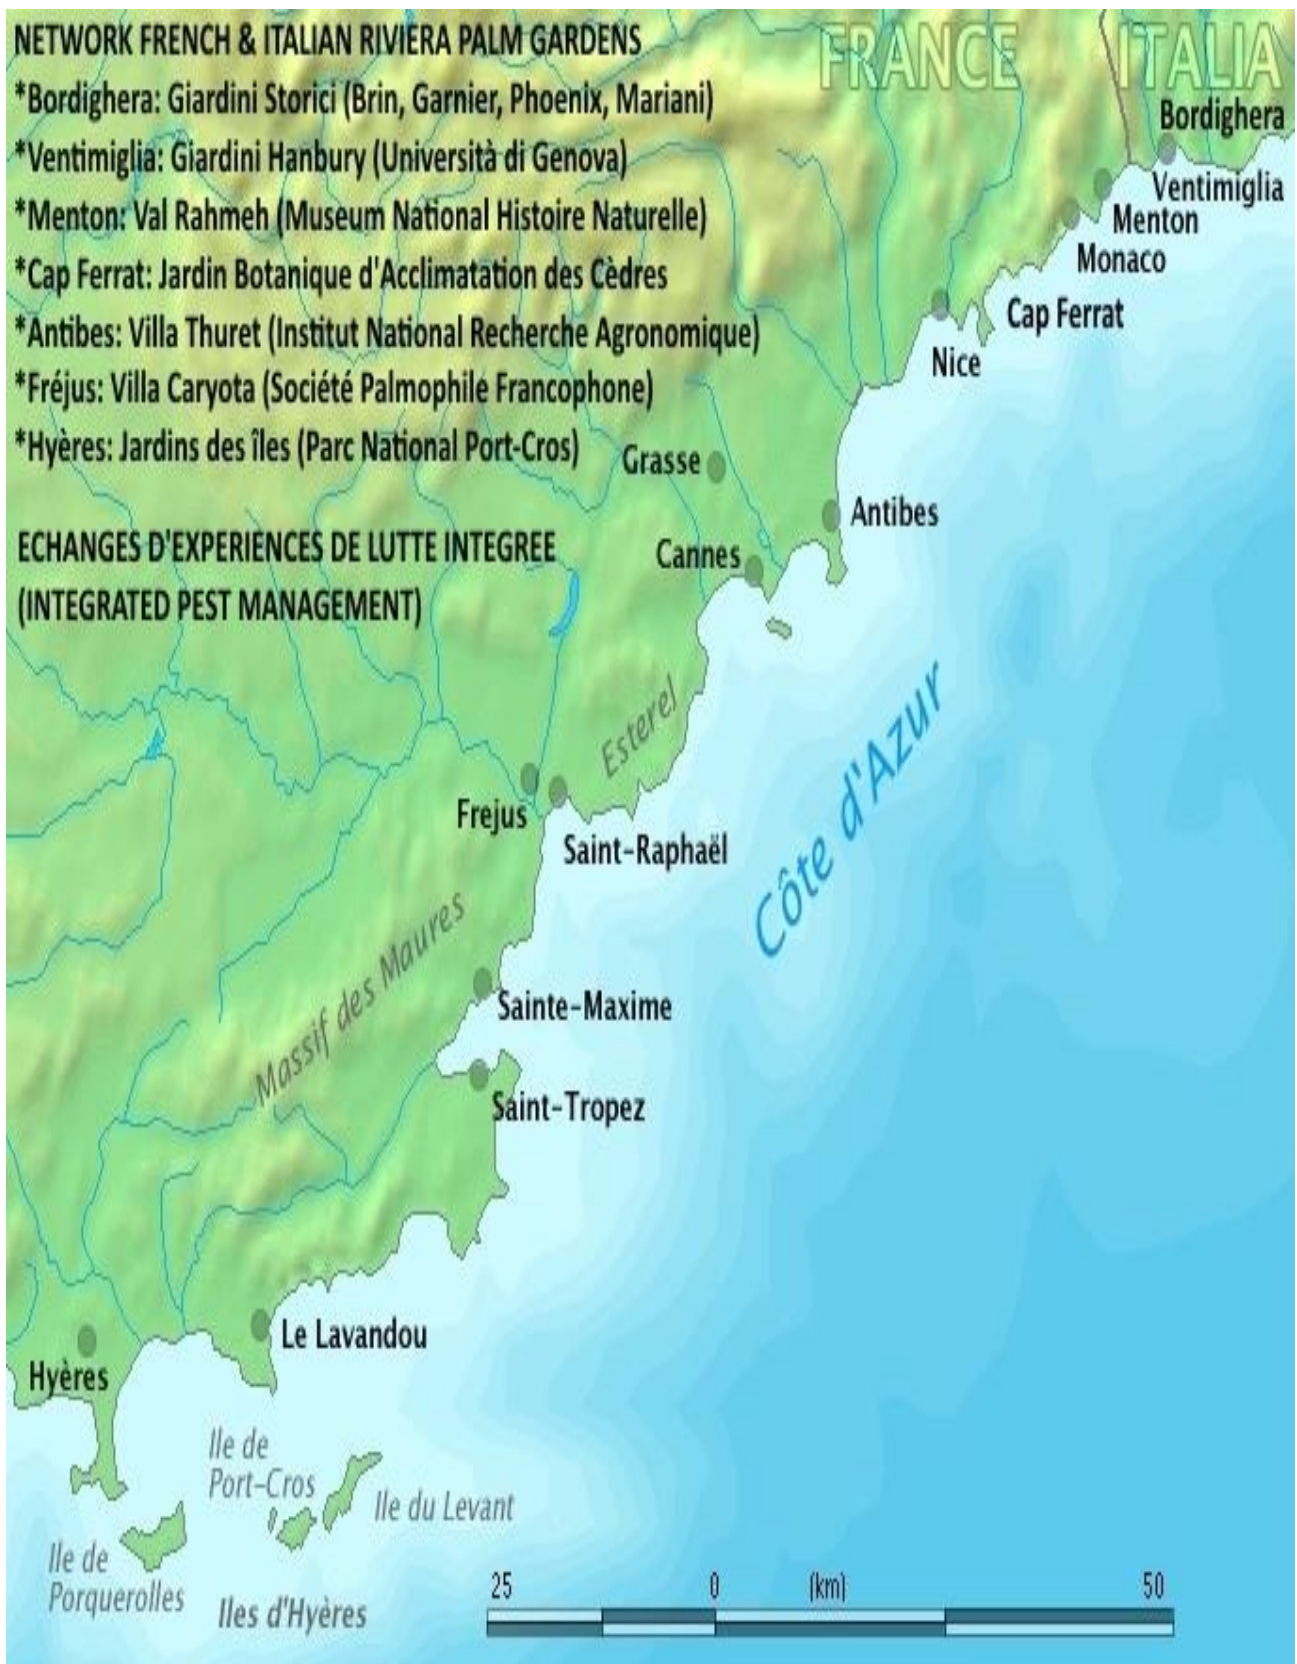 NETWORK FRENCH & ITALIAN RIVIERA PALM GARDENS
*Bordighera: Giardini Storici (Brin, Garnier, Phoenix, Mariani)
*Ventimiglia: Giardini Hanbury (Università di Genova)
*Menton: Val Rahmeh (Museum National Histoire Naturelle)
*Cap Ferrat: Jardin Botanique d'Acclimatation des Cèdres
*Antibes: Villa Thuret (Institut National Recherche Agronomique)
*Fréjus: Villa Caryota (Société Palmophile Francophone)
*Hyères: Jardins des îles (Parc National Port-Cros)
ECHANGES D'EXPERIENCES DE LUTTE INTEGREE
(INTEGRATED PEST MANAGEMENT)
FRANCE
ITALIA
Bordighera
Ventimiglia
Menton
Monaco
Cap Ferrat
Nice
Grasse
Antibes
Cannes
Esterel
Côte d'Azur
Frejus
Saint-Raphaël
Massif des Maures
Sainte-Maxime
Saint-Tropez
Le Lavandou
Hyères
Ile de
Port-Cros
Ile du Levant
Ile de
Porquerolles
Iles d'Hyères
25 0 (km) 50